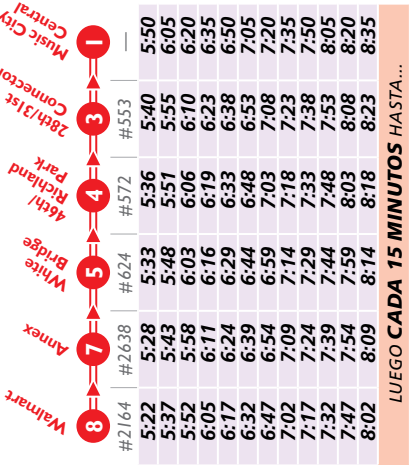 Walmart
Annex
White
Bridge
46th/
Richland
Park
28th/31st
Connector
Music City
Central
8 7 5 4 3 1
#2164 #2638 #624 #572 #553 —
5:22 5:28 5:33 5:36 5:40 5:50
5:37 5:43 5:48 5:51 5:55 6:05
5:52 5:58 6:03 6:06 6:10 6:20
6:05 6:11 6:16 6:19 6:23 6:35
6:17 6:24 6:29 6:33 6:38 6:50
6:32 6:39 6:44 6:48 6:53 7:05
6:47 6:54 6:59 7:03 7:08 7:20
7:02 7:09 7:14 7:18 7:23 7:35
7:17 7:24 7:29 7:33 7:38 7:50
7:32 7:39 7:44 7:48 7:53 8:05
7:47 7:54 7:59 8:03 8:08 8:20
8:02 8:09 8:14 8:18 8:23 8:35
LUEGO CADA 15 MINUTOS HASTA...